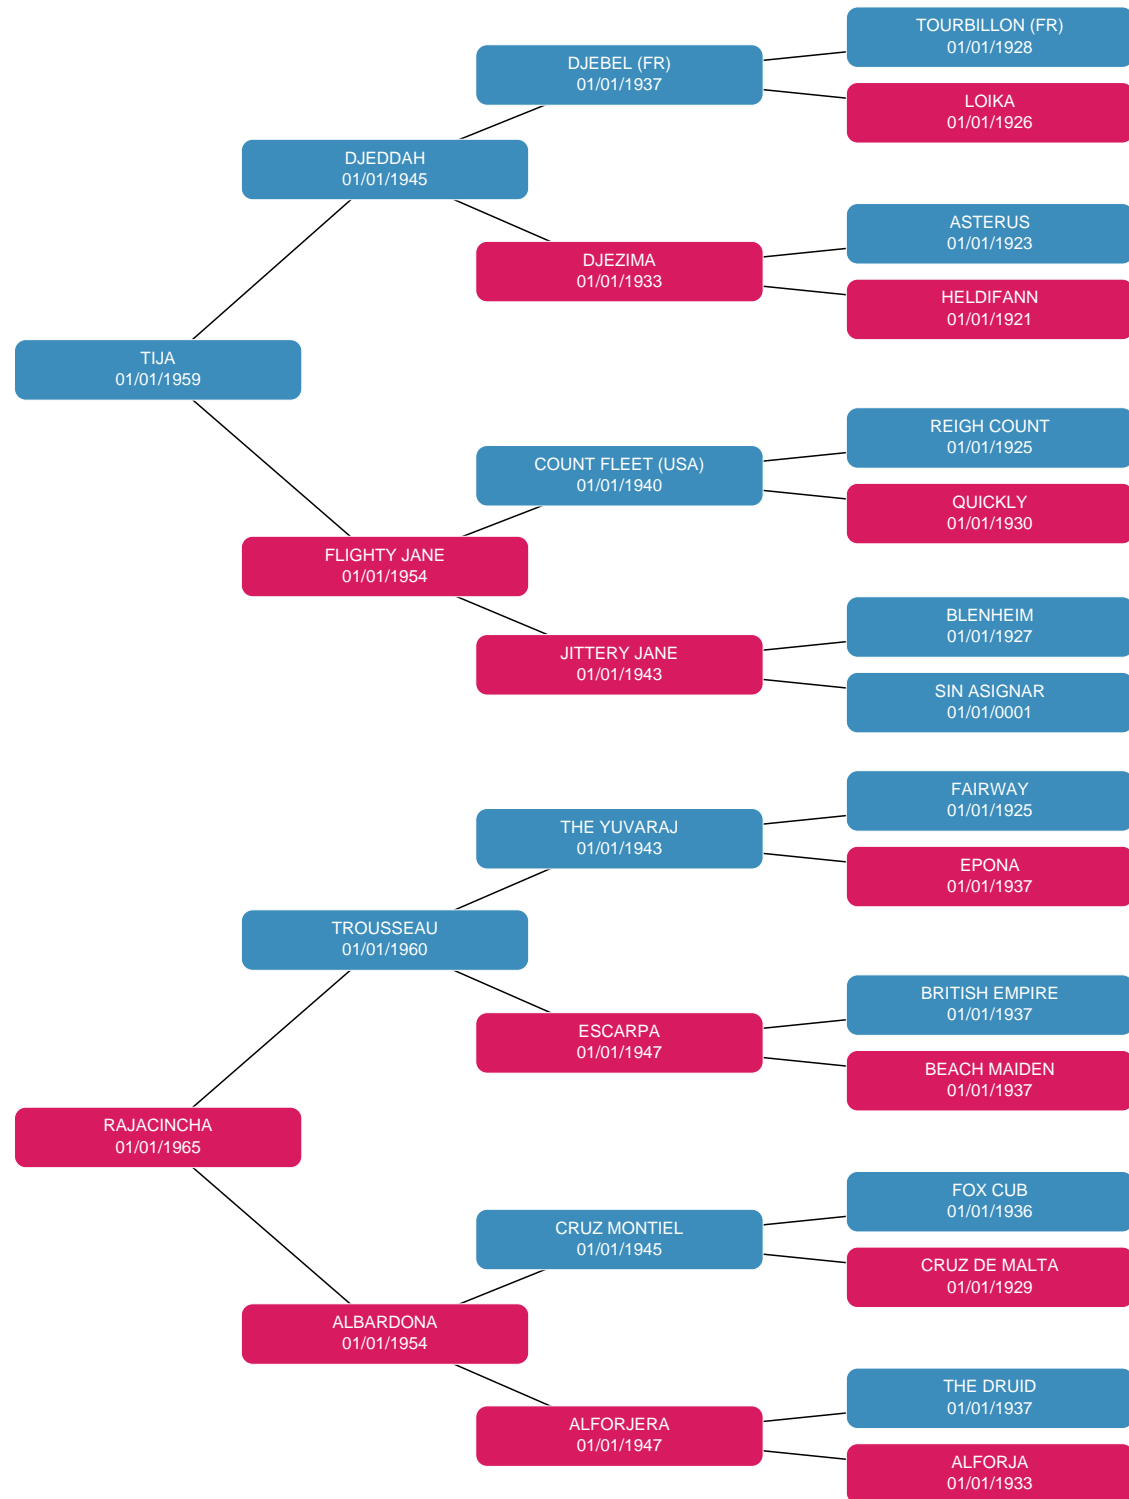 TOURBILLON (FR)
01/01/1928
DJEBEL (FR)
01/01/1937
LOIKA
01/01/1926
DJEDDAH
01/01/1945
ASTERUS
01/01/1923
DJEZIMA
01/01/1933
HELDIFANN
01/01/1921
TIJA
01/01/1959
REIGH COUNT
01/01/1925
COUNT FLEET (USA)
01/01/1940
QUICKLY
01/01/1930
FLIGHTY JANE
01/01/1954
BLENHEIM
01/01/1927
JITTERY JANE
01/01/1943
SIN ASIGNAR
01/01/0001
FAIRWAY
01/01/1925
THE YUVARAJ
01/01/1943
EPONA
01/01/1937
TROUSSEAU
01/01/1960
BRITISH EMPIRE
01/01/1937
ESCARPA
01/01/1947
BEACH MAIDEN
01/01/1937
RAJACINCHA
01/01/1965
FOX CUB
01/01/1936
CRUZ MONTIEL
01/01/1945
CRUZ DE MALTA
01/01/1929
ALBARDONA
01/01/1954
THE DRUID
01/01/1937
ALFORJERA
01/01/1947
ALFORJA
01/01/1933